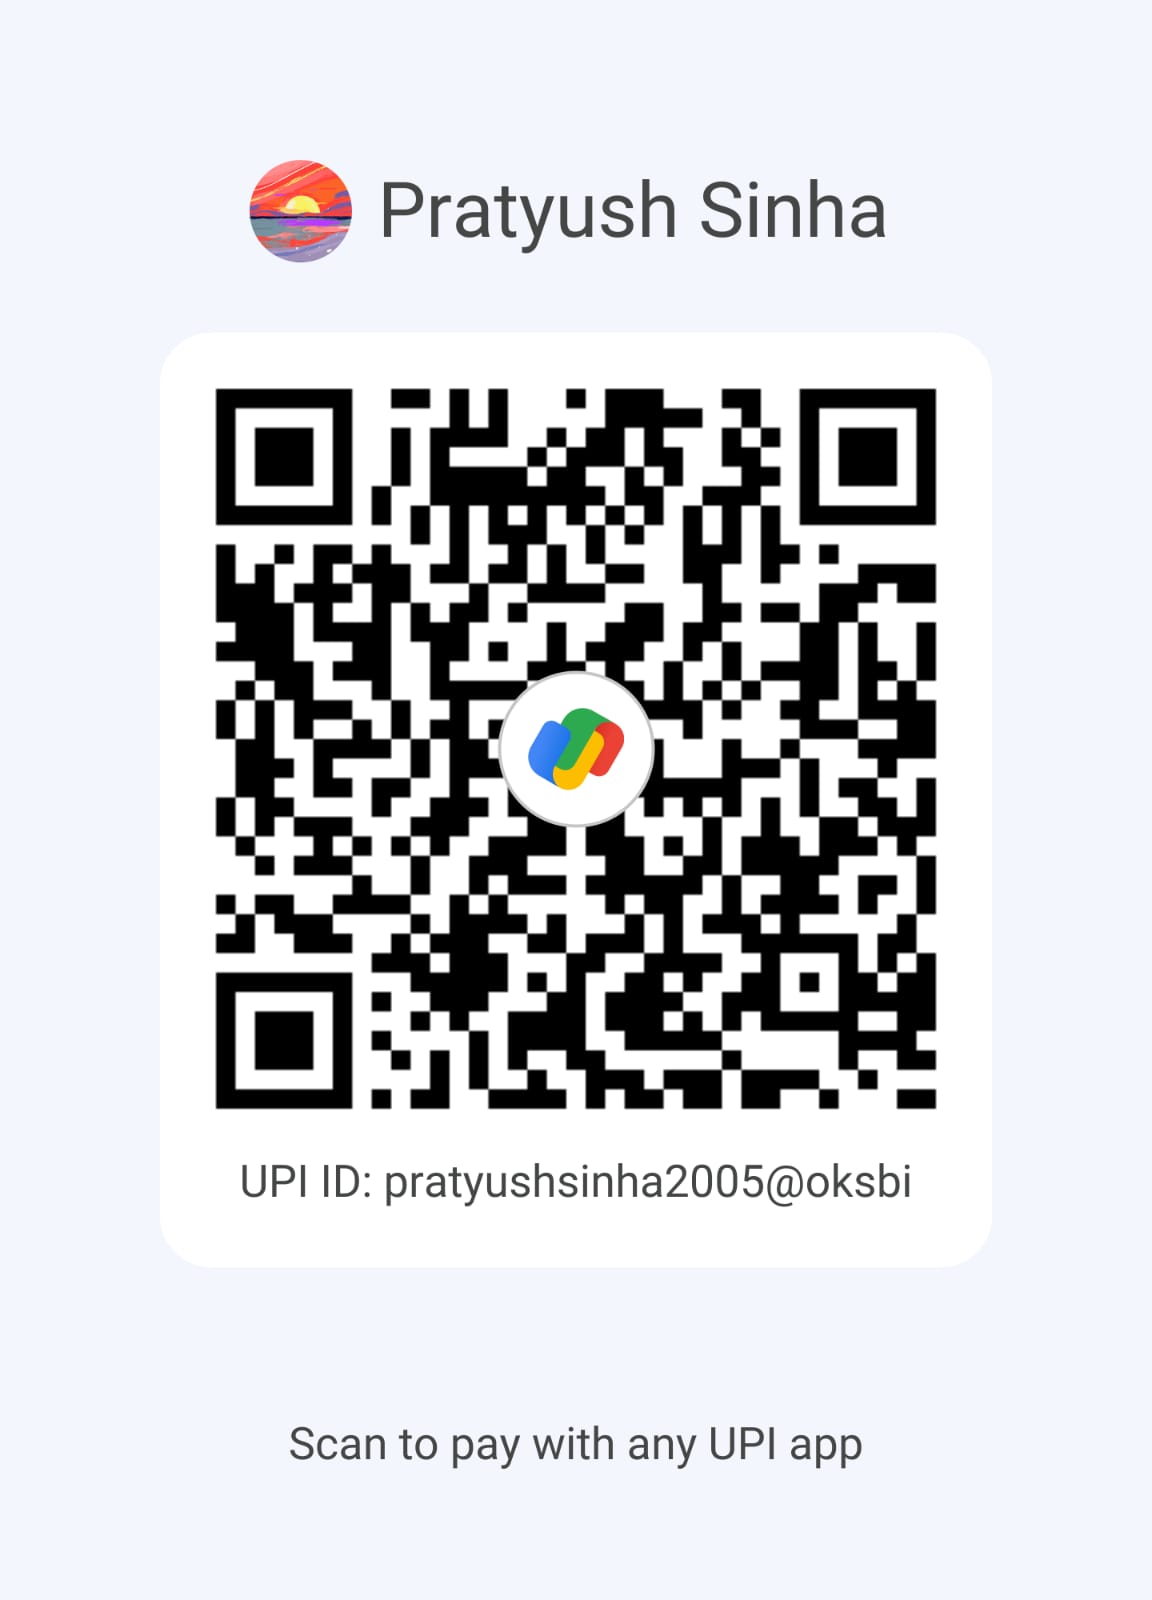 Pratyush Sinha
UPI ID: pratyushsinha2005@oksbi
Scan to pay with any UPI app